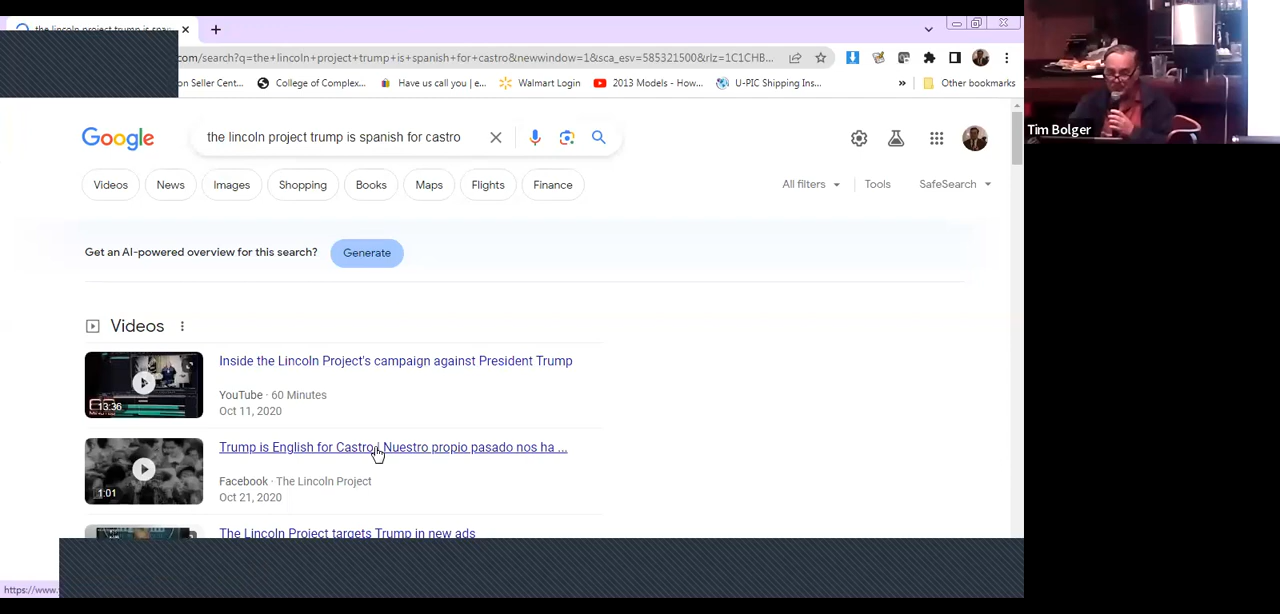 the lincoln project trump is spa
.com/search?q=the+lincoln+project+trump+is+spanish+for+castro&newwindow=1&sca_esv=585321500&rlz=1C1CHB...
on Seller Cent...
College of Complex...
Have us call you | e...
Walmart Login
2013 Models - How...
U-PIC Shipping Ins...
»
Other bookmarks
Tim Bolger
Google
the lincoln project trump is spanish for castro
Videos
News
Images
Shopping
Books
Maps
Flights
Finance
All filters
Tools
SafeSearch
Get an AI-powered overview for this search?
Generate
Videos
Inside the Lincoln Project's campaign against President Trump
YouTube · 60 Minutes
Oct 11, 2020
13:36
Trump is English for Castro | Nuestro propio pasado nos ha ...
Facebook · The Lincoln Project
Oct 21, 2020
1:01
The Lincoln Project targets Trump in new ads
https://www.